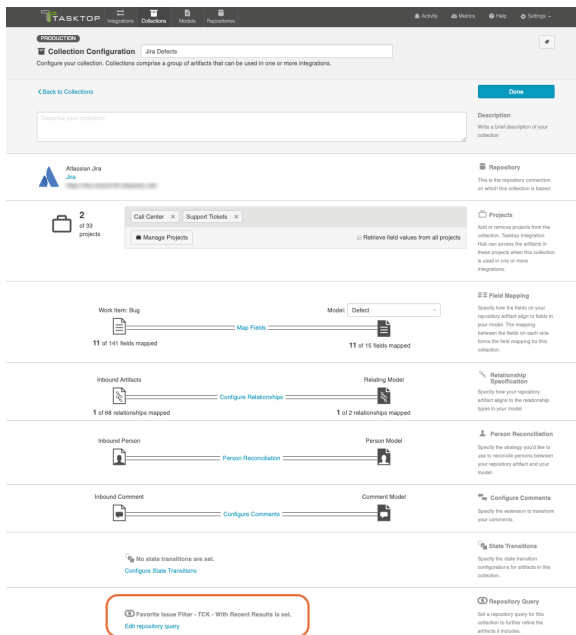 TASKTOP
Integrations
Collections
Models
Repositories
Activity
Metrics
Help
Settings
PRODUCTION
Collection Configuration
Jira Defects
Configure your collection. Collections comprise a group of artifacts that can be used in one or more integrations.
Back to Collections
Done
Describe your collection
Description
Write a brief description of your
collection
Atlassian Jira
Jira
Repository
This is the repository connection
on which this collection is based.
2
of 33
projects
Call Center ×
Support Tickets ×
Manage Projects
Retrieve field values from all projects
Projects
Add or remove projects from the
collection. Tasktop Integration
Hub can access the artifacts in
these projects when this collection
is used in one or more
integrations.
Work Item: Bug
Model: Defect
Map Fields
11 of 141 fields mapped
11 of 15 fields mapped
Field Mapping
Specify how the fields on your
repository artifact align to fields in
your model. The mapping
between the fields on each side
forms the field mapping for this
collection.
Inbound Artifacts
Relating Model
Configure Relationships
1 of 68 relationships mapped
1 of 2 relationships mapped
Relationship
Specification
Specify how your repository
artifact aligns to the relationship
types in your model.
Inbound Person
Person Model
Person Reconciliation
Person Reconciliation
Specify the strategy you'd like to
use to reconcile persons between
your repository artifact and your
model.
Inbound Comment
Comment Model
Configure Comments
Configure Comments
Specify the extension to transform
your comments.
No state transitions are set.
Configure State Transitions
State Transitions
Specify the state transition
configurations for artifacts in this
collection.
Favorite Issue Filter - TCK - With Recent Results is set.
Edit repository query
Repository Query
Set a repository query for this
collection to further refine the
artifacts it includes.